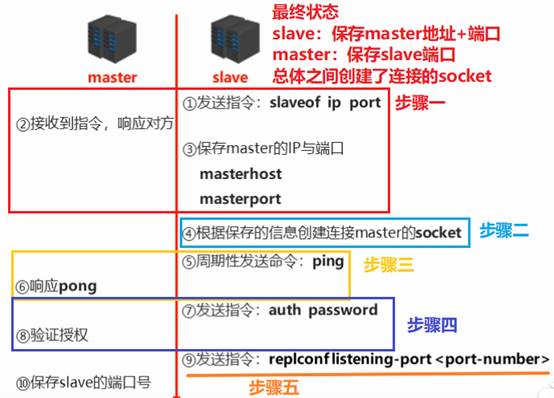 最终状态
slave：保存master地址+端口
master：保存slave端口
总体之间创建了连接的socket
master
slave
①发送指令：slaveof ip port
步骤一
②接收到指令，响应对方
③保存master的IP与端口
masterhost
masterport
④根据保存的信息创建连接master的socket
步骤二
⑤周期性发送命令：ping
步骤三
⑥响应pong
⑦发送指令：auth password
步骤四
⑧验证授权
⑨发送指令：replconf listening-port <port-number>
⑩保存slave的端口号
步骤五